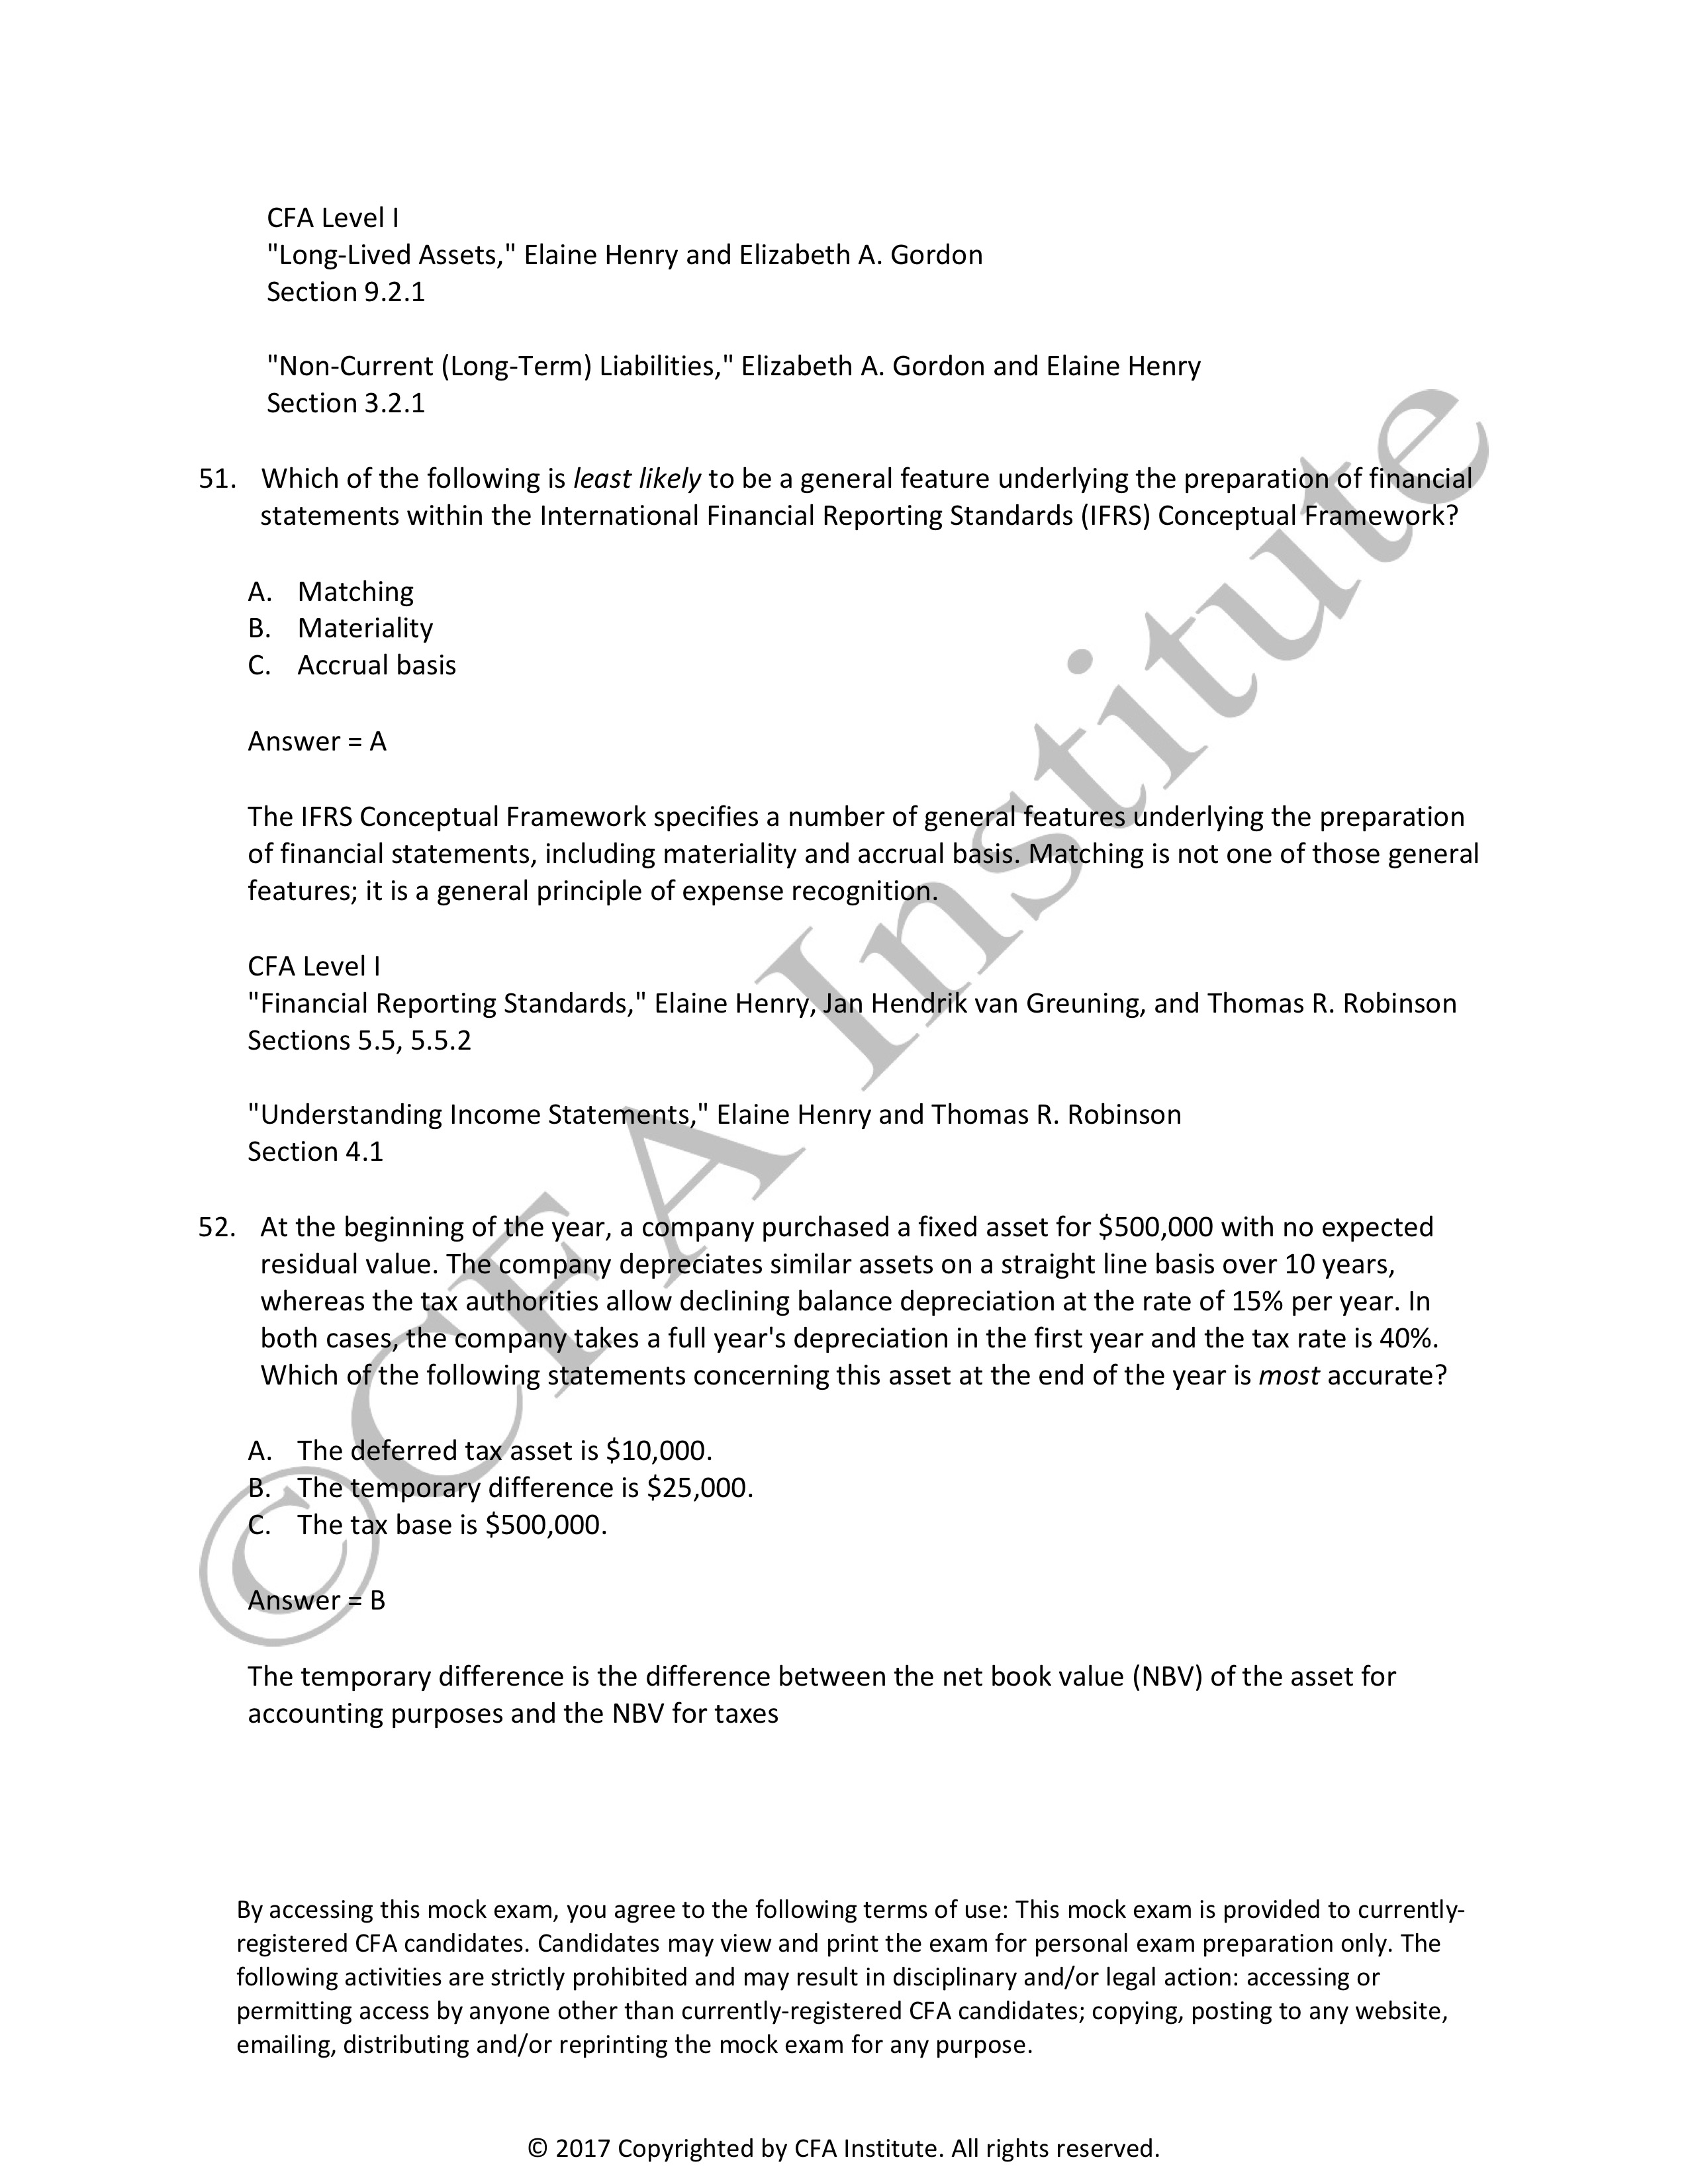 CFA Level I
"Long-Lived Assets," Elaine Henry and Elizabeth A. Gordon
Section 9.2.1
"Non-Current (Long-Term) Liabilities," Elizabeth A. Gordon and Elaine Henry
Section 3.2.1
51. Which of the following is least likely to be a general feature underlying the preparation of financial
statements within the International Financial Reporting Standards (IFRS) Conceptual Framework?
A. Matching
B. Materiality
C. Accrual basis
Answer = A
The IFRS Conceptual Framework specifies a number of general features underlying the preparation
of financial statements, including materiality and accrual basis. Matching is not one of those general
features; it is a general principle of expense recognition.
CFA Level I
"Financial Reporting Standards," Elaine Henry, Jan Hendrik van Greuning, and Thomas R. Robinson
Sections 5.5, 5.5.2
"Understanding Income Statements," Elaine Henry and Thomas R. Robinson
Section 4.1
52. At the beginning of the year, a company purchased a fixed asset for $500,000 with no expected
residual value. The company depreciates similar assets on a straight line basis over 10 years,
whereas the tax authorities allow declining balance depreciation at the rate of 15% per year. In
both cases, the company takes a full year's depreciation in the first year and the tax rate is 40%.
Which of the following statements concerning this asset at the end of the year is most accurate?
A. The deferred tax asset is $10,000.
B. The temporary difference is $25,000.
C. The tax base is $500,000.
Answer = B
The temporary difference is the difference between the net book value (NBV) of the asset for
accounting purposes and the NBV for taxes
By accessing this mock exam, you agree to the following terms of use: This mock exam is provided to currently-
registered CFA candidates. Candidates may view and print the exam for personal exam preparation only. The
following activities are strictly prohibited and may result in disciplinary and/or legal action: accessing or
permitting access by anyone other than currently-registered CFA candidates; copying, posting to any website,
emailing, distributing and/or reprinting the mock exam for any purpose.
© 2017 Copyrighted by CFA Institute. All rights reserved.
© CFA Institute